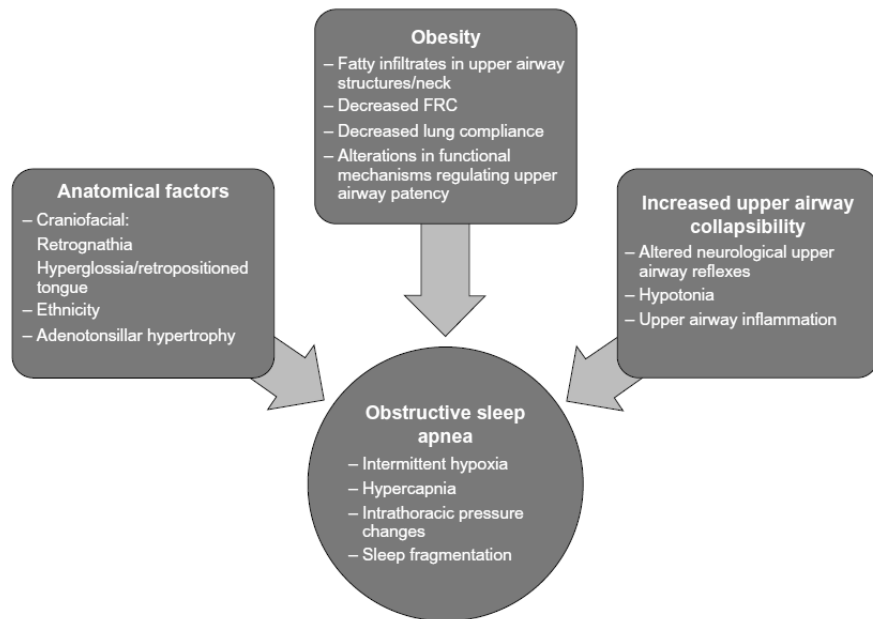 Obesity
– Fatty infiltrates in upper airway
structures/neck
– Decreased FRC
– Decreased lung compliance
– Alterations in functional
mechanisms regulating upper
airway patency
Anatomical factors
– Craniofacial:
Retrognathia
Hyperglossia/retropositioned
tongue
– Ethnicity
– Adenotonsillar hypertrophy
Increased upper airway
collapsibility
– Altered neurological upper
airway reflexes
– Hypotonia
– Upper airway inflammation
Obstructive sleep
apnea
– Intermittent hypoxia
– Hypercapnia
– Intrathoracic pressure
changes
– Sleep fragmentation